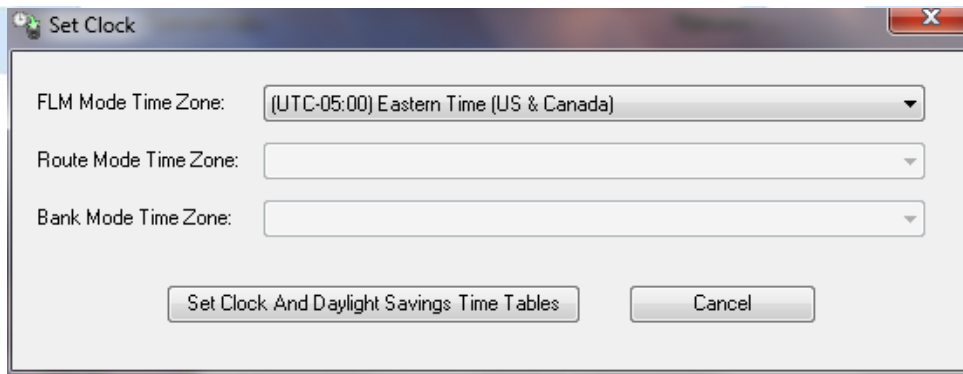 Set Clock
FLM Mode Time Zone: (UTC-05:00) Eastern Time (US & Canada)
Route Mode Time Zone:
Bank Mode Time Zone:
Set Clock And Daylight Savings Time Tables Cancel